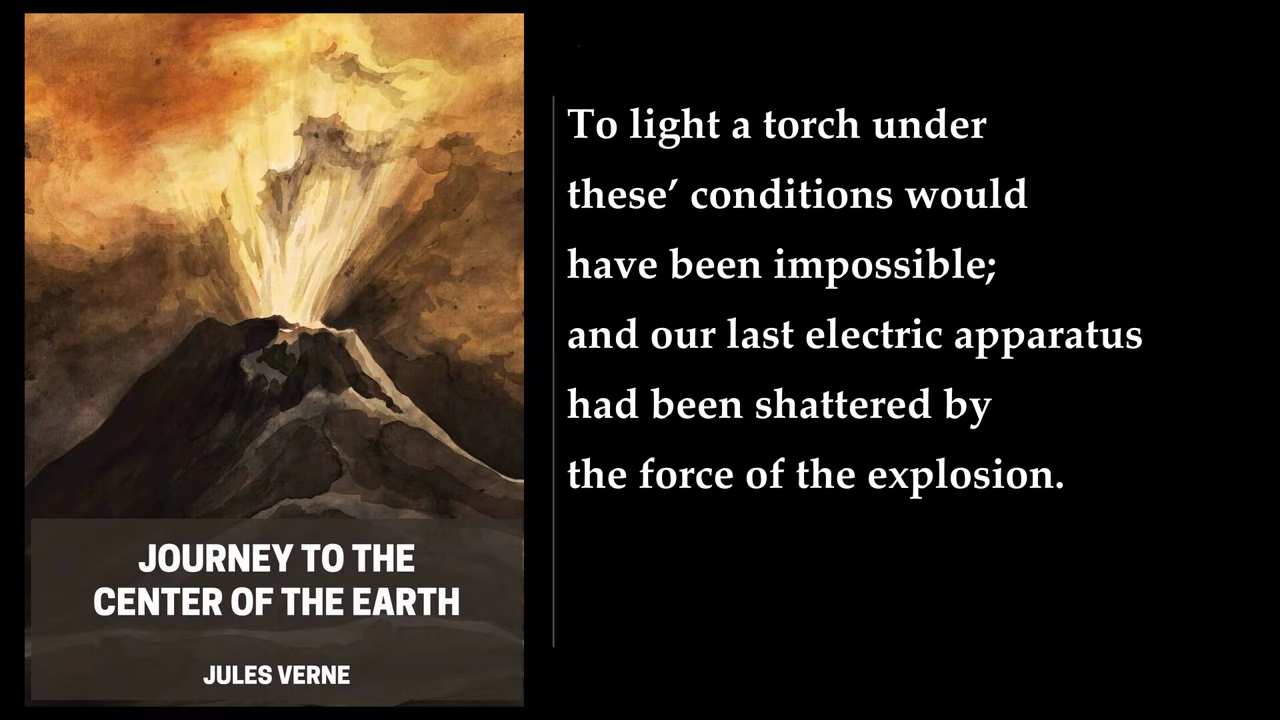 To light a torch under
these’ conditions would
have been impossible;
and our last electric apparatus
had been shattered by
the force of the explosion.
JOURNEY TO THE
CENTER OF THE EARTH
JULES VERNE